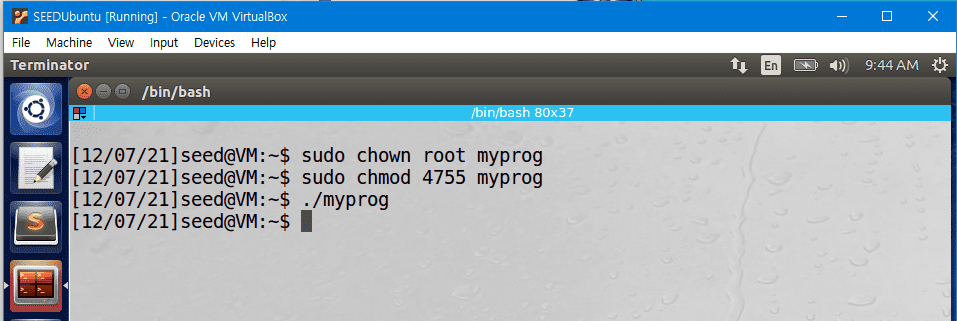 SEEDUbuntu [Running] - Oracle VM VirtualBox
File Machine View Input Devices Help
Terminator En 9:44 AM
/bin/bash
/bin/bash 80x37
[12/07/21]seed@VM:~$ sudo chown root myprog
[12/07/21]seed@VM:~$ sudo chmod 4755 myprog
[12/07/21]seed@VM:~$ ./myprog
[12/07/21]seed@VM:~$